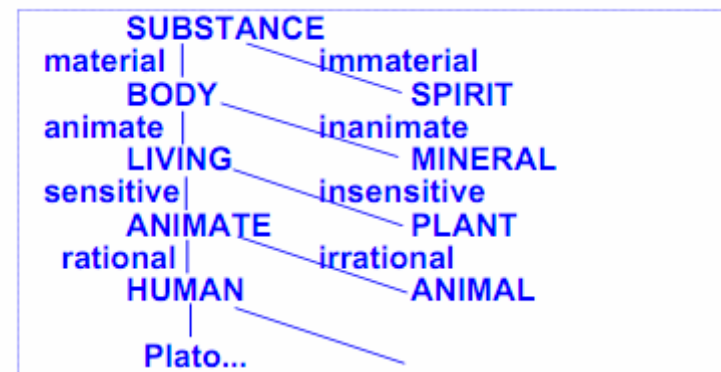 SUBSTANCE
material immaterial
BODY SPIRIT
animate inanimate
LIVING MINERAL
sensitive insensitive
ANIMATE PLANT
rational irrational
HUMAN ANIMAL
Plato...